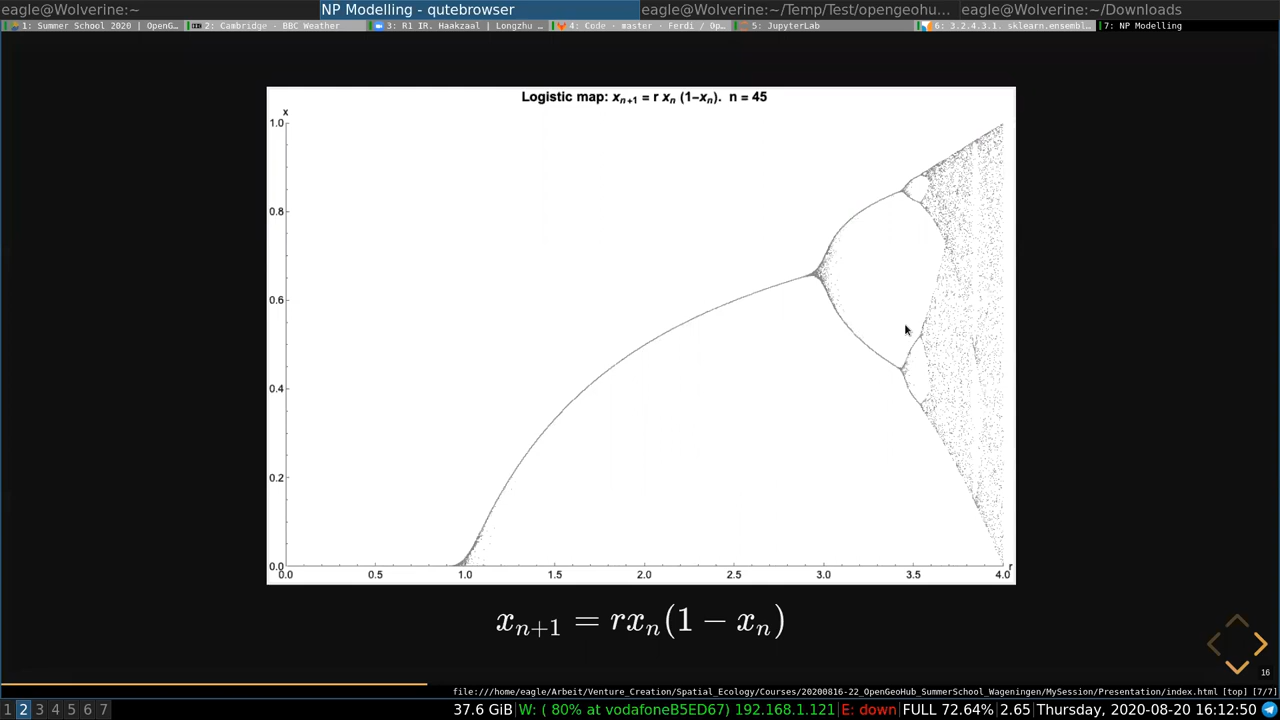 eagle@Wolverine:~
NP Modelling - qutebrowser
eagle@Wolverine:~/Temp/Test/opengeohu...
eagle@Wolverine:~/Downloads
1: Summer School 2020 | OpenG…
2: Cambridge - BBC Weather
3: R1 IR. Haakzaal | Longzhu …
4: Code · master · Ferdi / Op…
5: JupyterLab
6: 3.2.4.3.1. sklearn.ensembl…
7: NP Modelling
Logistic map: xₙ₊₁ = r xₙ (1−xₙ). n = 45
x
1.0
0.8
0.6
0.4
0.2
0.0
0.0 0.5 1.0 1.5 2.0 2.5 3.0 3.5 4.0
r
xₙ₊₁ = rxₙ(1 − xₙ)
16
file:///home/eagle/Arbeit/Venture_Creation/Spatial_Ecology/Courses/20200816-22_OpenGeoHub_SummerSchool_Wageningen/MySession/Presentation/index.html [top] [7/7]
1 2 3 4 5 6 7
37.6 GiB|W: ( 80% at vodafoneB5ED67) 192.168.1.121|E: down|FULL 72.64%|2.65|Thursday, 2020-08-20 16:12:50